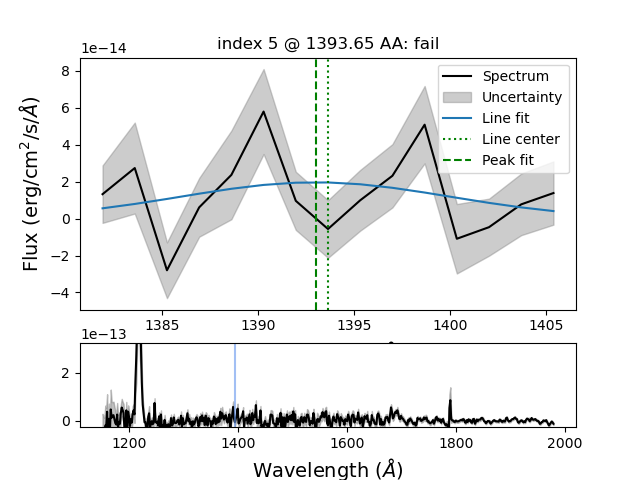 index 5 @ 1393.65 AA: fail
1e−14
8
6
4
2
0
−2
−4
Flux (erg/cm²/s/Å)
Spectrum
Uncertainty
Line fit
Line center
Peak fit
1385
1390
1395
1400
1405
1e−13
2
0
1200
1400
1600
1800
2000
Wavelength (Å)